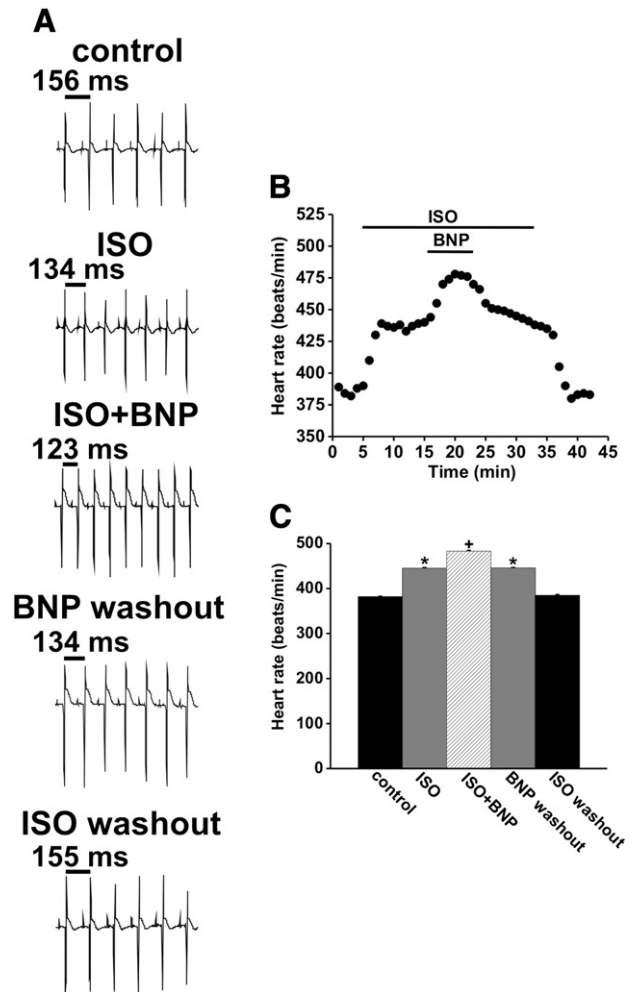 A
control
156 ms
ISO
134 ms
ISO+BNP
123 ms
BNP washout
134 ms
ISO washout
155 ms
B
Heart rate (beats/min)
525
500
475
450
425
400
375
350
ISO
BNP
0 5 10 15 20 25 30 35 40 45
Time (min)
C
Heart rate (beats/min)
500
400
300
200
100
0
* + *
control
ISO
ISO+BNP
BNP washout
ISO washout